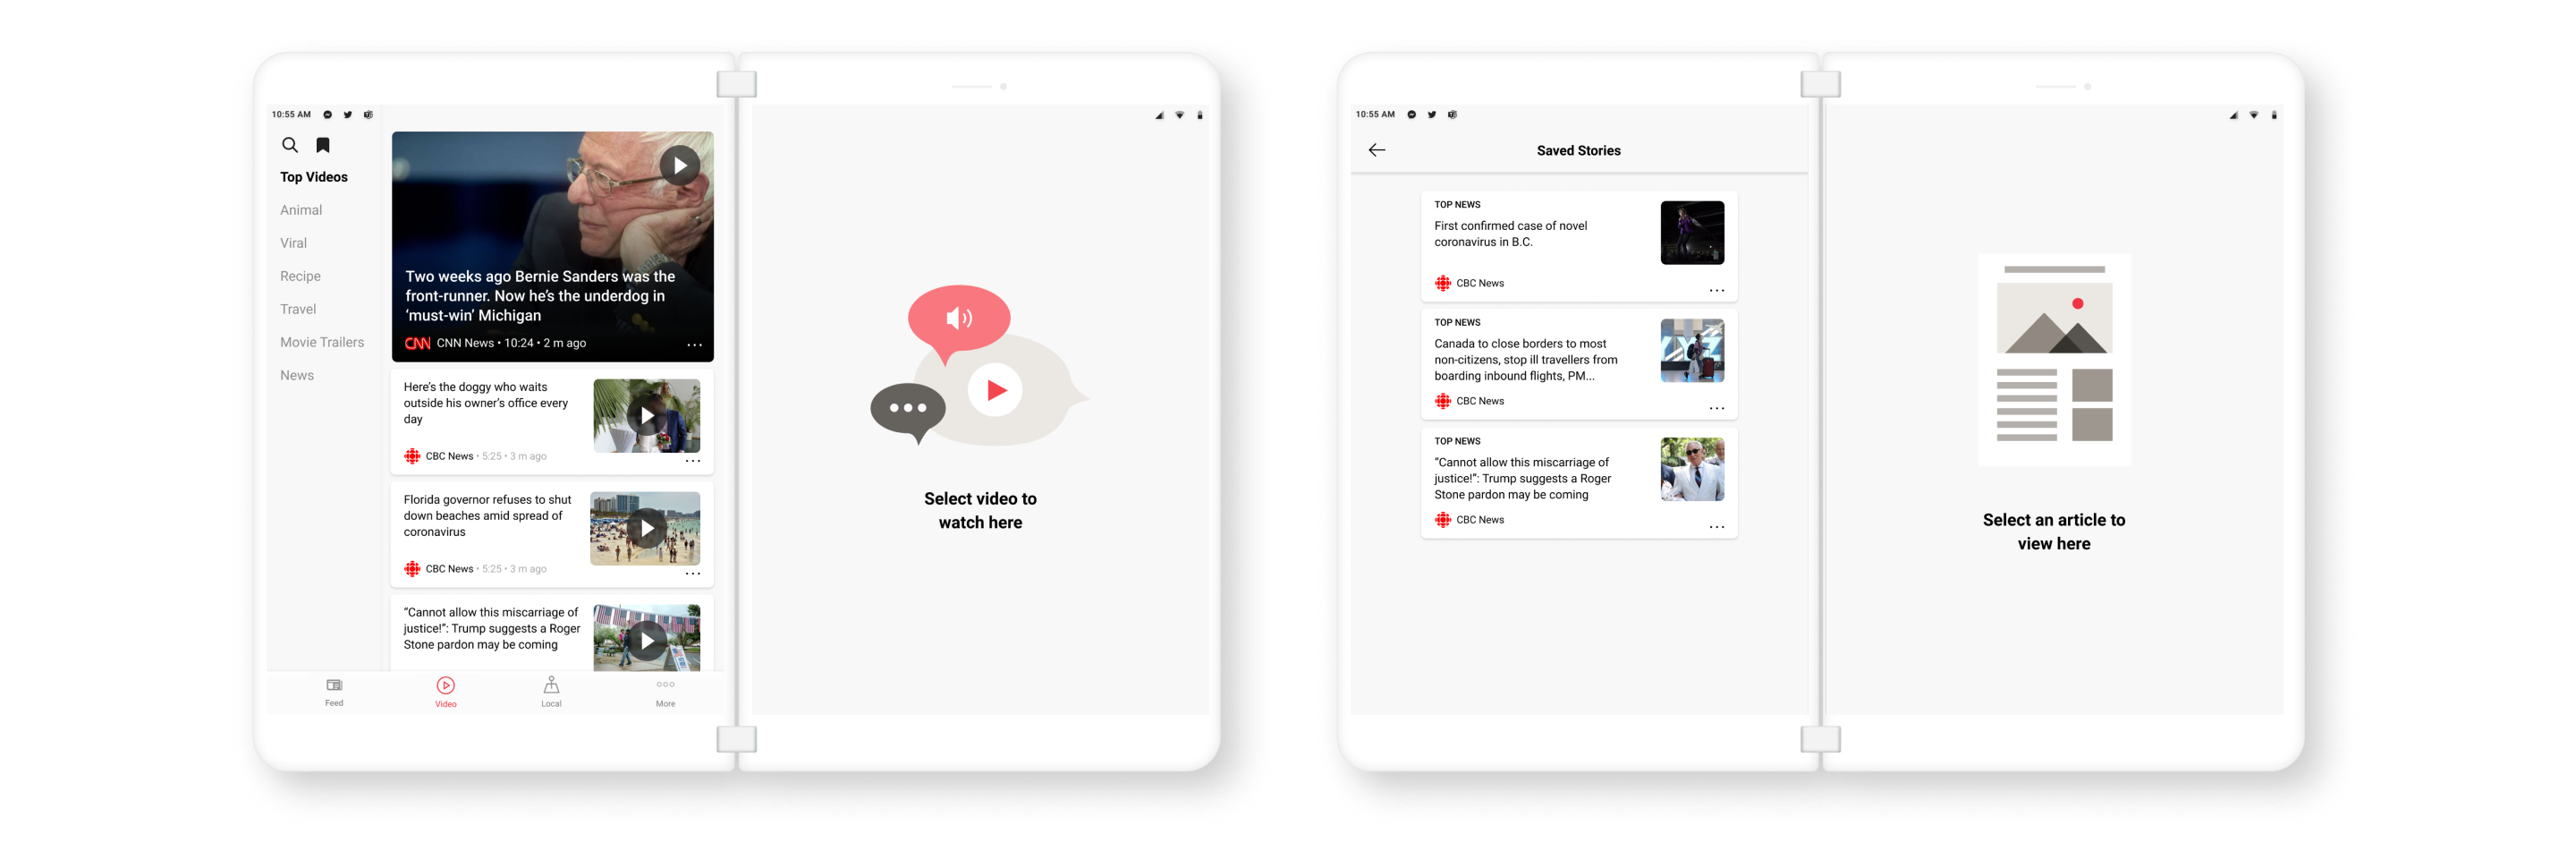 10:55 AM
Top Videos
Animal
Viral
Recipe
Travel
Movie Trailers
News
Two weeks ago Bernie Sanders was the
front-runner. Now he’s the underdog in
‘must-win’ Michigan
CNN CNN News • 10:24 • 2 m ago
Here’s the doggy who waits
outside his owner’s office every
day
CBC News • 5:25 • 3 m ago
Florida governor refuses to shut
down beaches amid spread of
coronavirus
CBC News • 5:25 • 3 m ago
“Cannot allow this miscarriage of
justice!”: Trump suggests a Roger
Stone pardon may be coming
Feed
Video
Local
More
Select video to
watch here
10:55 AM
Saved Stories
TOP NEWS
First confirmed case of novel
coronavirus in B.C.
CBC News
TOP NEWS
Canada to close borders to most
non-citizens, stop ill travellers from
boarding inbound flights, PM...
CBC News
TOP NEWS
“Cannot allow this miscarriage of
justice!”: Trump suggests a Roger
Stone pardon may be coming
CBC News
Select an article to
view here